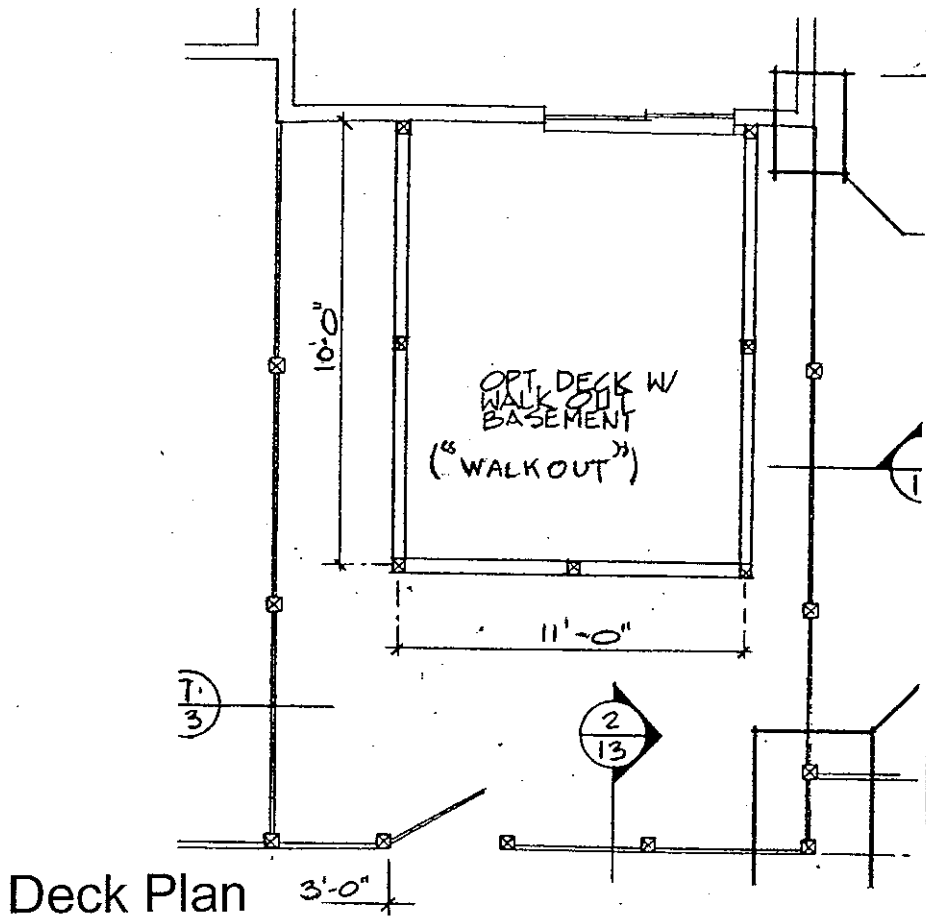 10'-0"
OPT. DECK W/
WALK OUT
BASEMENT
("WALKOUT")
1
11'-0"
3
2
13
3'-0"
Deck Plan